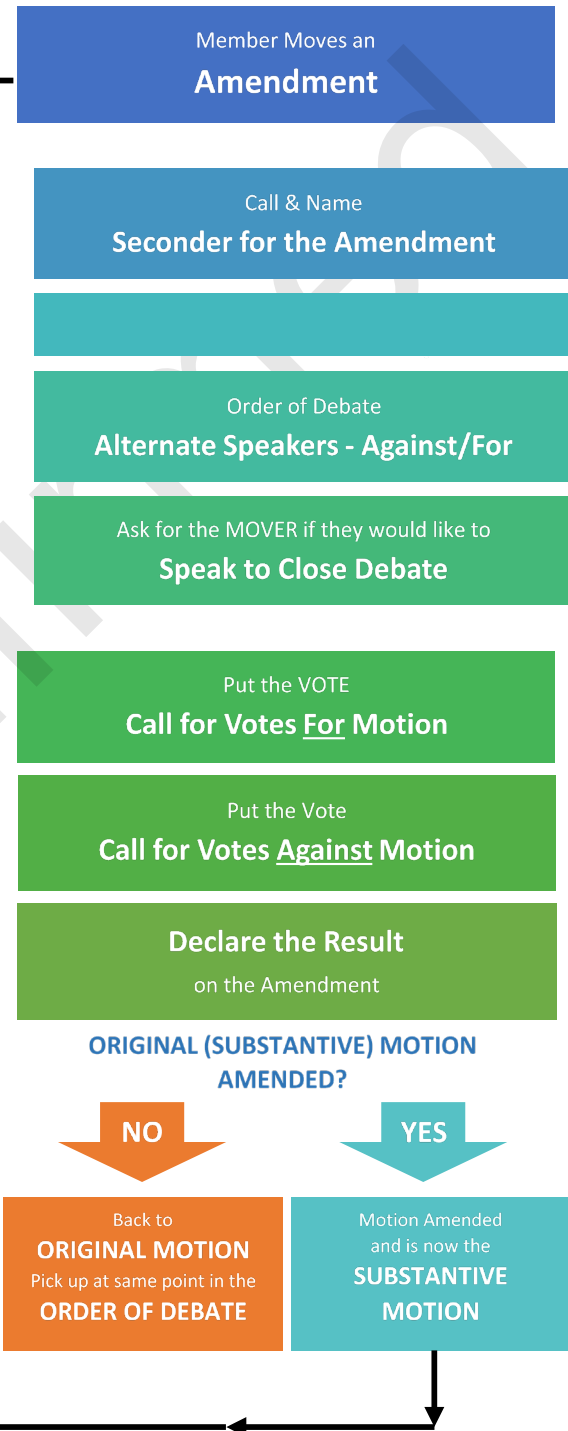 Member Moves an
Amendment
Call & Name
Seconder for the Amendment
Order of Debate
Alternate Speakers - Against/For
Ask for the MOVER if they would like to
Speak to Close Debate
Put the VOTE
Call for Votes For Motion
Put the Vote
Call for Votes Against Motion
Declare the Result
on the Amendment
ORIGINAL (SUBSTANTIVE) MOTION
AMENDED?
NO
YES
Back to
ORIGINAL MOTION
Pick up at same point in the
ORDER OF DEBATE
Motion Amended
and is now the
SUBSTANTIVE
MOTION